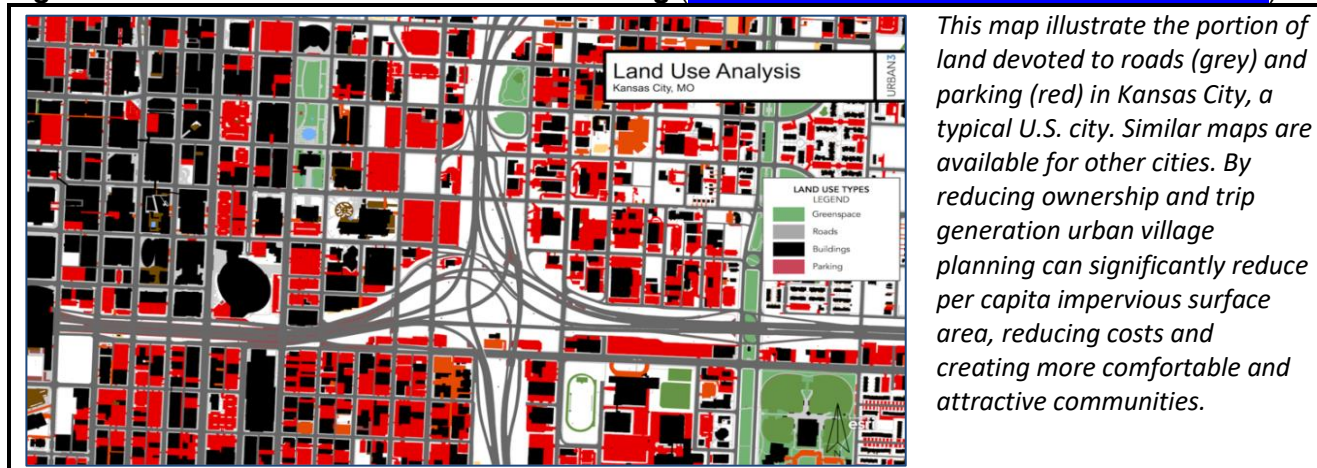 Land Use Analysis
Kansas City, MO
URBAN3
LAND USE TYPES
LEGEND
Greenspace
Roads
Buildings
Parking
esri
N
This map illustrate the portion of
land devoted to roads (grey) and
parking (red) in Kansas City, a
typical U.S. city. Similar maps are
available for other cities. By
reducing ownership and trip
generation urban village
planning can significantly reduce
per capita impervious surface
area, reducing costs and
creating more comfortable and
attractive communities.